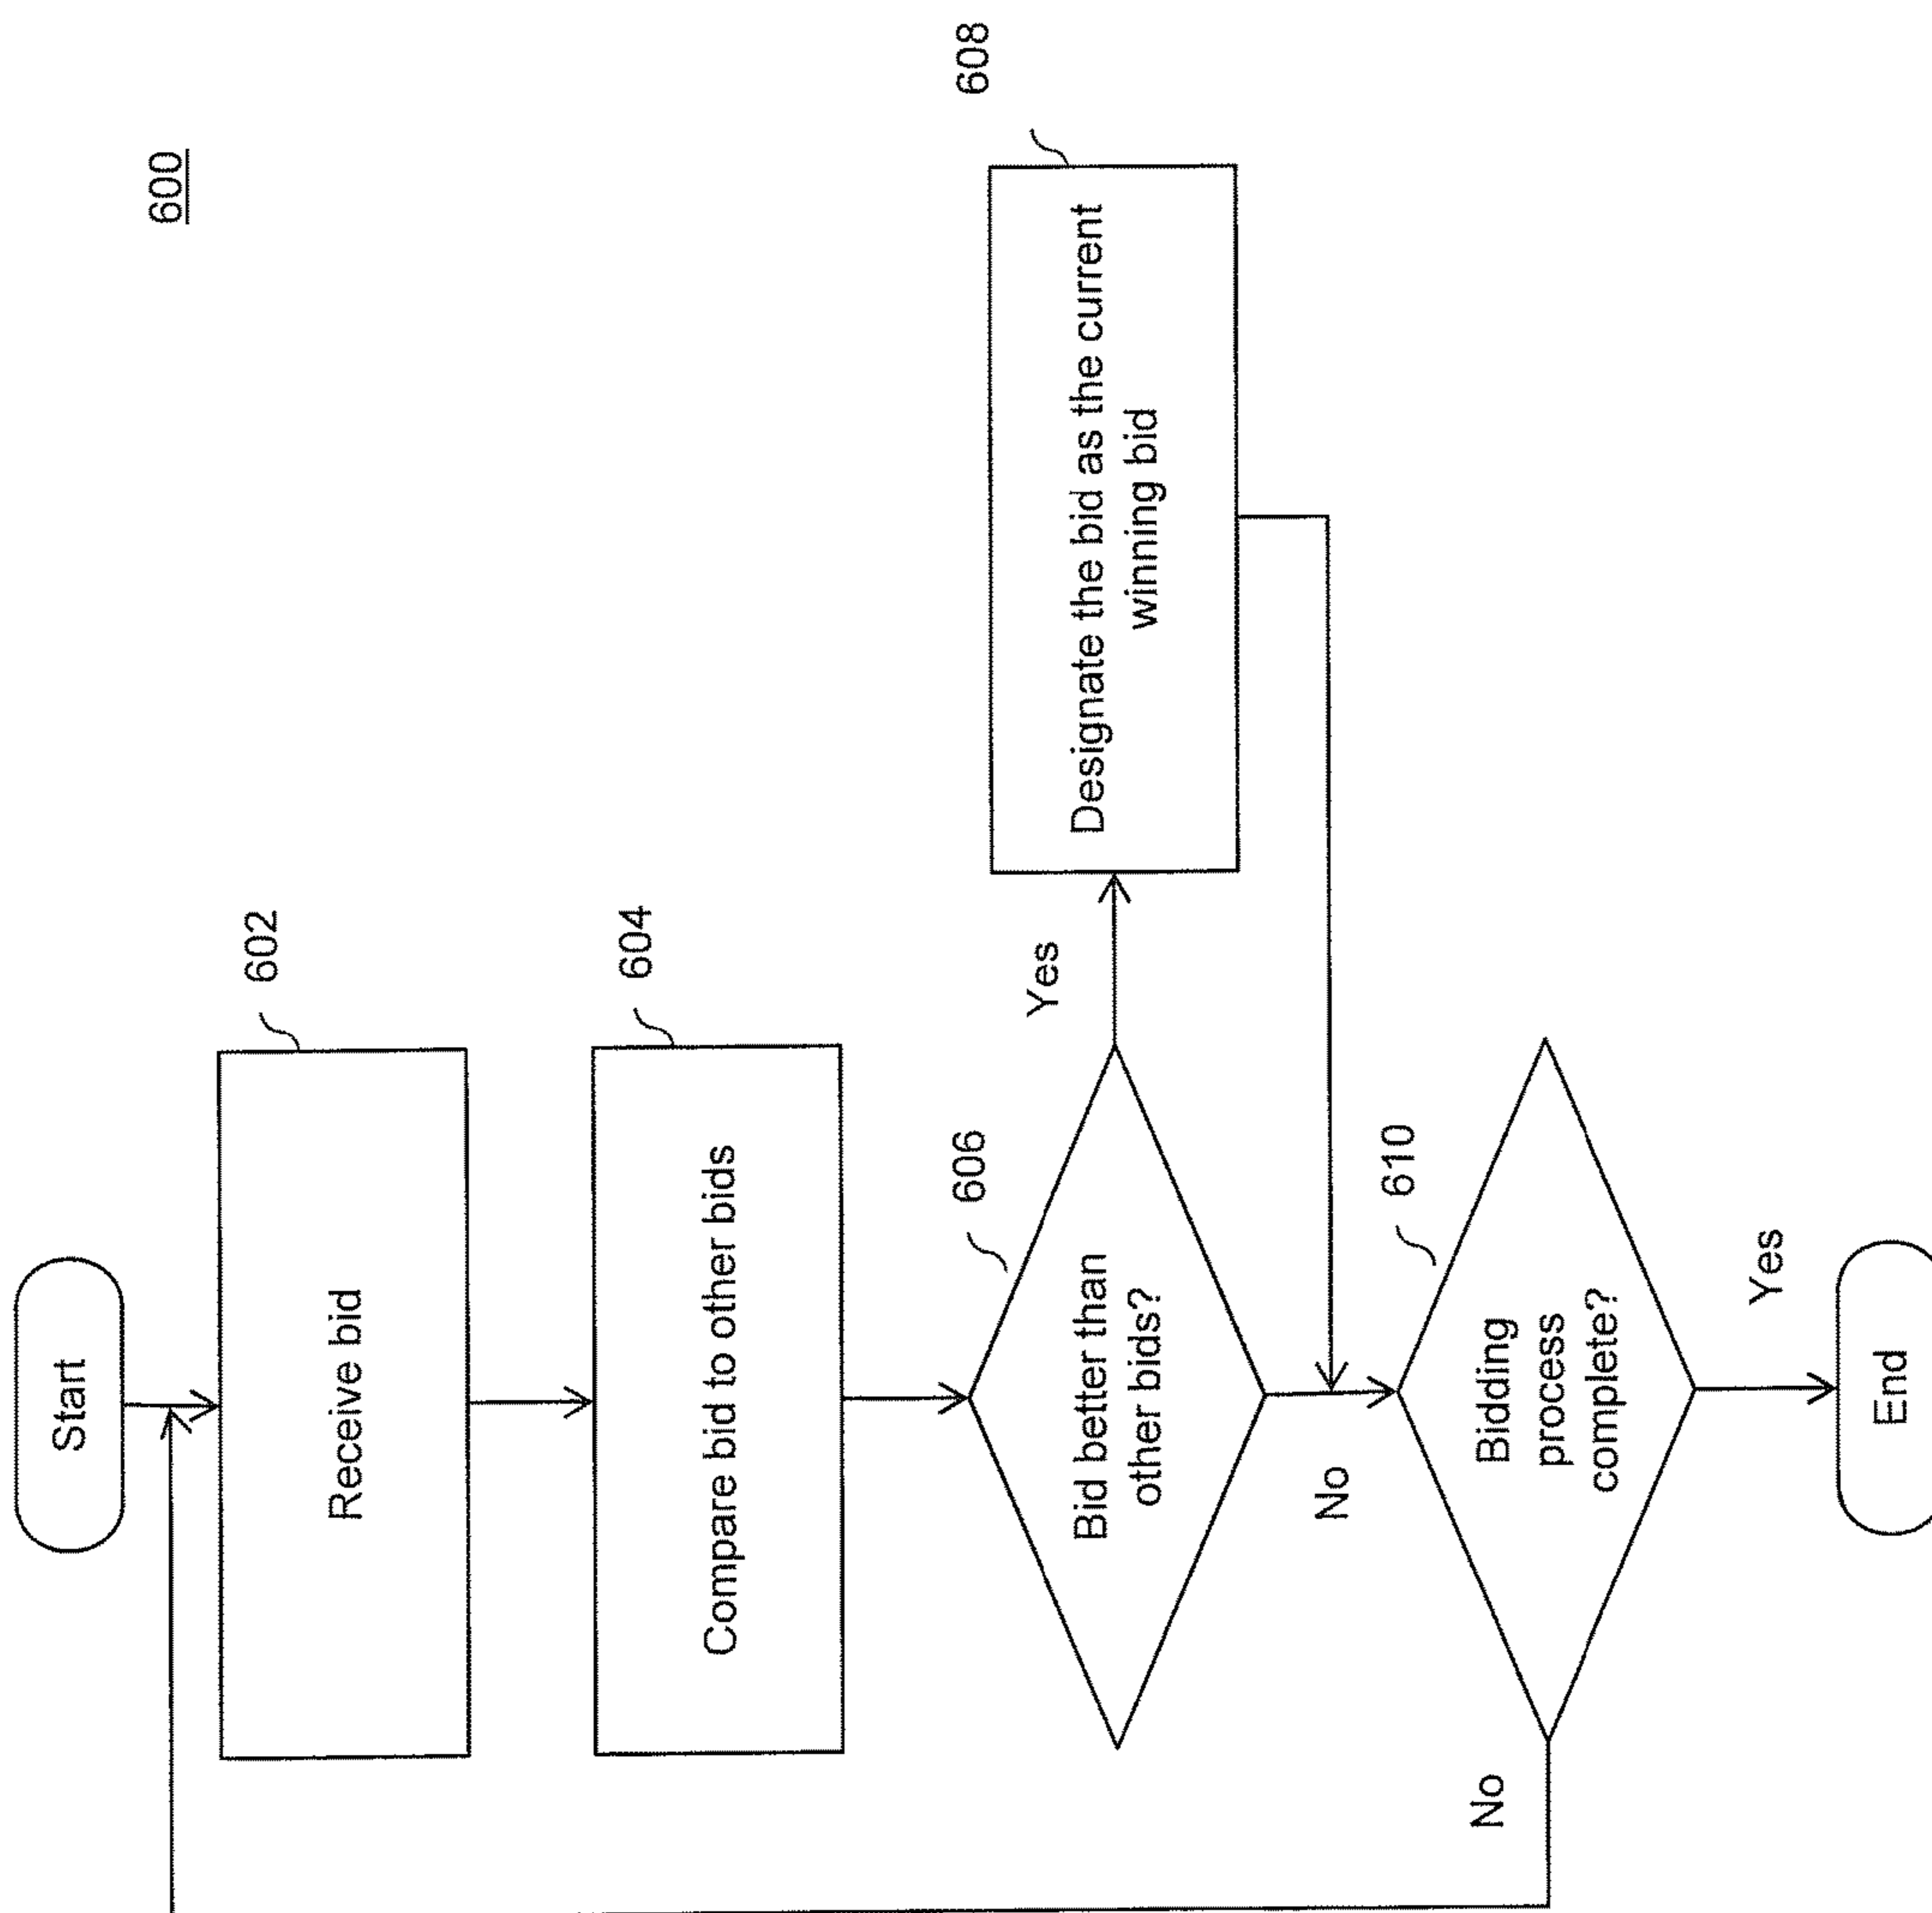 600
Start
602
Receive bid
604
Compare bid to other bids
606
Bid better than
other bids?
Yes
608
Designate the bid as the current
winning bid
No
610
Bidding
process
complete?
No
Yes
End